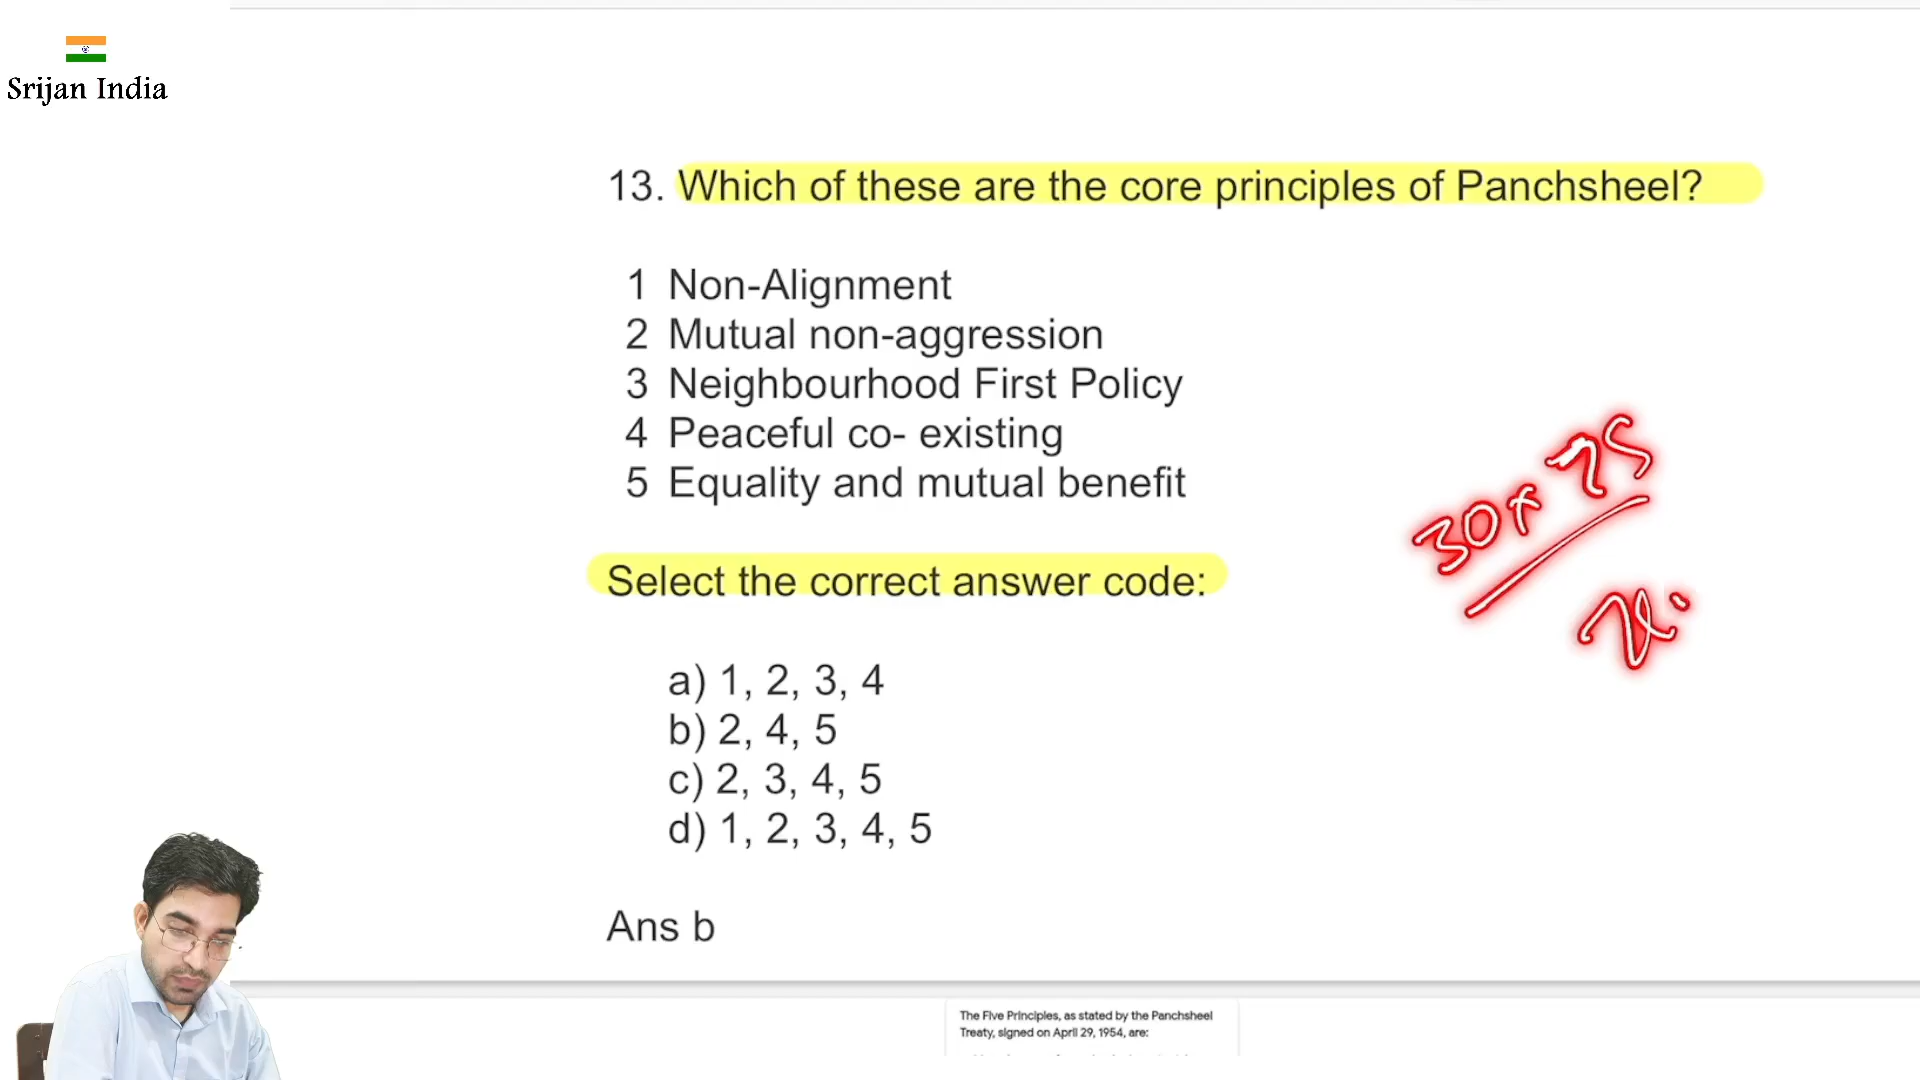 Srijan India
13. Which of these are the core principles of Panchsheel?
1 Non-Alignment
2 Mutual non-aggression
3 Neighbourhood First Policy
4 Peaceful co- existing
5 Equality and mutual benefit
30 x 75
Select the correct answer code:
a) 1, 2, 3, 4
b) 2, 4, 5
c) 2, 3, 4, 5
d) 1, 2, 3, 4, 5
Ans b
The Five Principles, as stated by the Panchsheel
Treaty, signed on April 29, 1954, are: